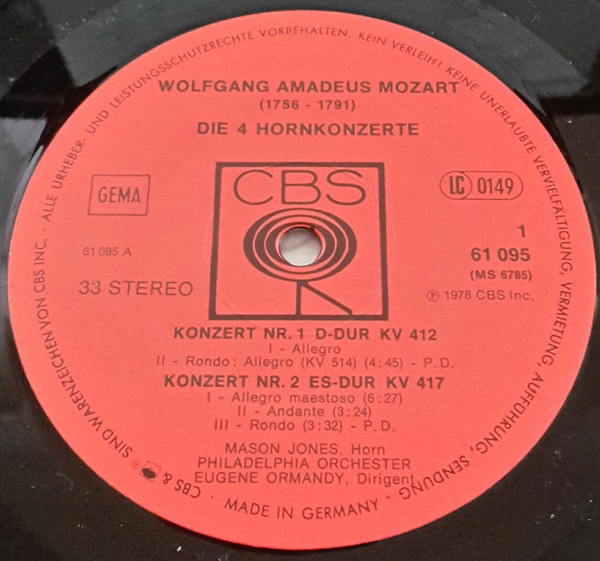 ALLE URHEBER- UND LEISTUNGSSCHUTZRECHTE VORBEHALTEN, KEIN VERLEIH! KEINE UNERLAUBTE VERVIELFÄLTIGUNG, VERMIETUNG, AUFFÜHRUNG, SENDUNG
WOLFGANG AMADEUS MOZART
(1756 - 1791)
DIE 4 HORNKONZERTE
CBS
GEMA
LC 0149
61 095 A
1
61 095
(MS 6785)
33 STEREO
℗ 1978 CBS Inc.
KONZERT NR. 1 D-DUR KV 412
I - Allegro
II - Rondo: Allegro (KV 514) (4:45) - P.D.
KONZERT NR. 2 ES-DUR KV 417
I - Allegro maestoso (6:27)
II - Andante (3:24)
III - Rondo (3:32) - P.D.
MASON JONES, Horn
PHILADELPHIA ORCHESTER
EUGENE ORMANDY, Dirigent
CBS & SIND WARENZEICHEN VON CBS INC. · MADE IN GERMANY ·